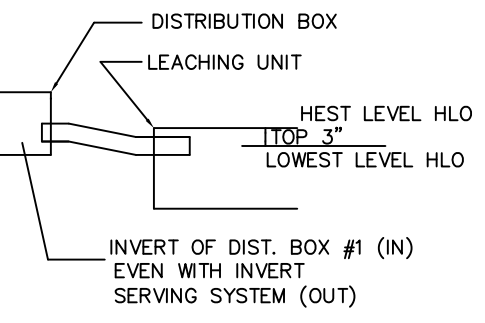 DISTRIBUTION BOX
LEACHING UNIT
HEST LEVEL HLO
TOP 3"
LOWEST LEVEL HLO
INVERT OF DIST. BOX #1 (IN)
EVEN WITH INVERT
SERVING SYSTEM (OUT)